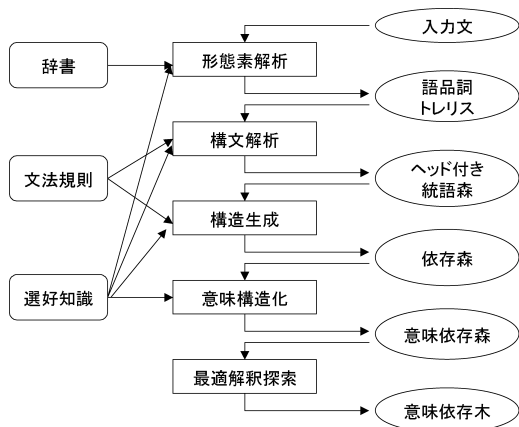 入力文
辞書
形態素解析
語品詞
トレリス
構文解析
文法規則
ヘッド付き
統語森
構造生成
依存森
選好知識
意味構造化
意味依存森
最適解釈探索
意味依存木